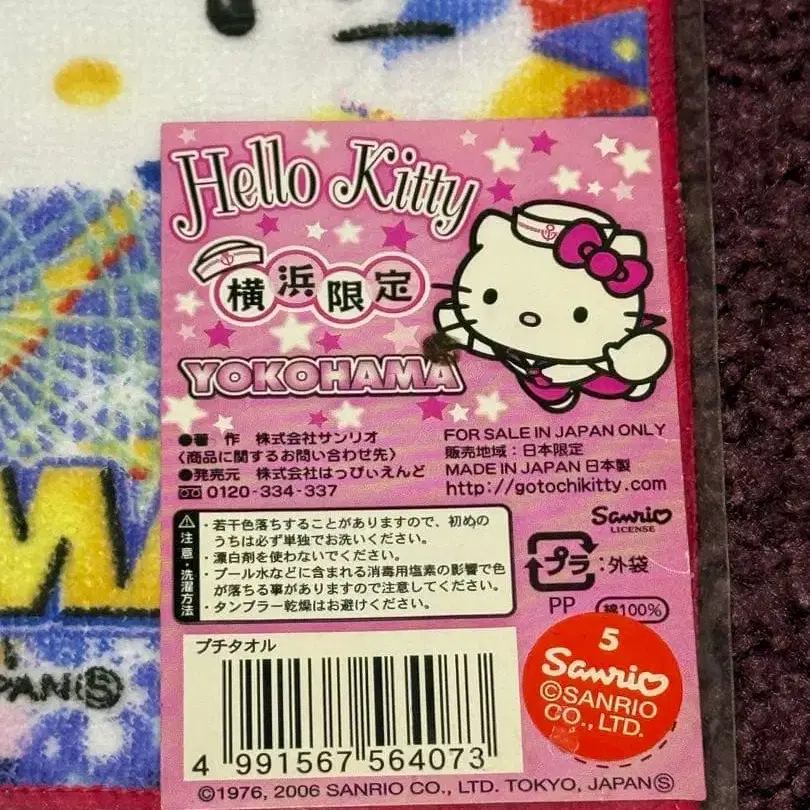 Hello Kitty
横浜限定
YOKOHAMA
●著 作 株式会社サンリオ
〈商品に関するお問い合わせ先〉
●発売元 株式会社はっぴぃえんど
0120-334-337
FOR SALE IN JAPAN ONLY
販売地域：日本限定
MADE IN JAPAN 日本製
http://gotochikitty.com
注意・洗濯方法
・若干色落ちすることがありますので、初めの
うちは必ず単独でお洗いください。
・漂白剤を使わないでください。
・プール水などに含まれる消毒用塩素の影響で色
が落ちる事がありますので注意してください。
・タンブラー乾燥はお避けください。
Sanrio
LICENSE
プラ：外袋
PP
綿100%
プチタオル
4 991567 564073
5
Sanrio
©SANRIO
CO., LTD.
©1976, 2006 SANRIO CO., LTD. TOKYO, JAPANⓈ